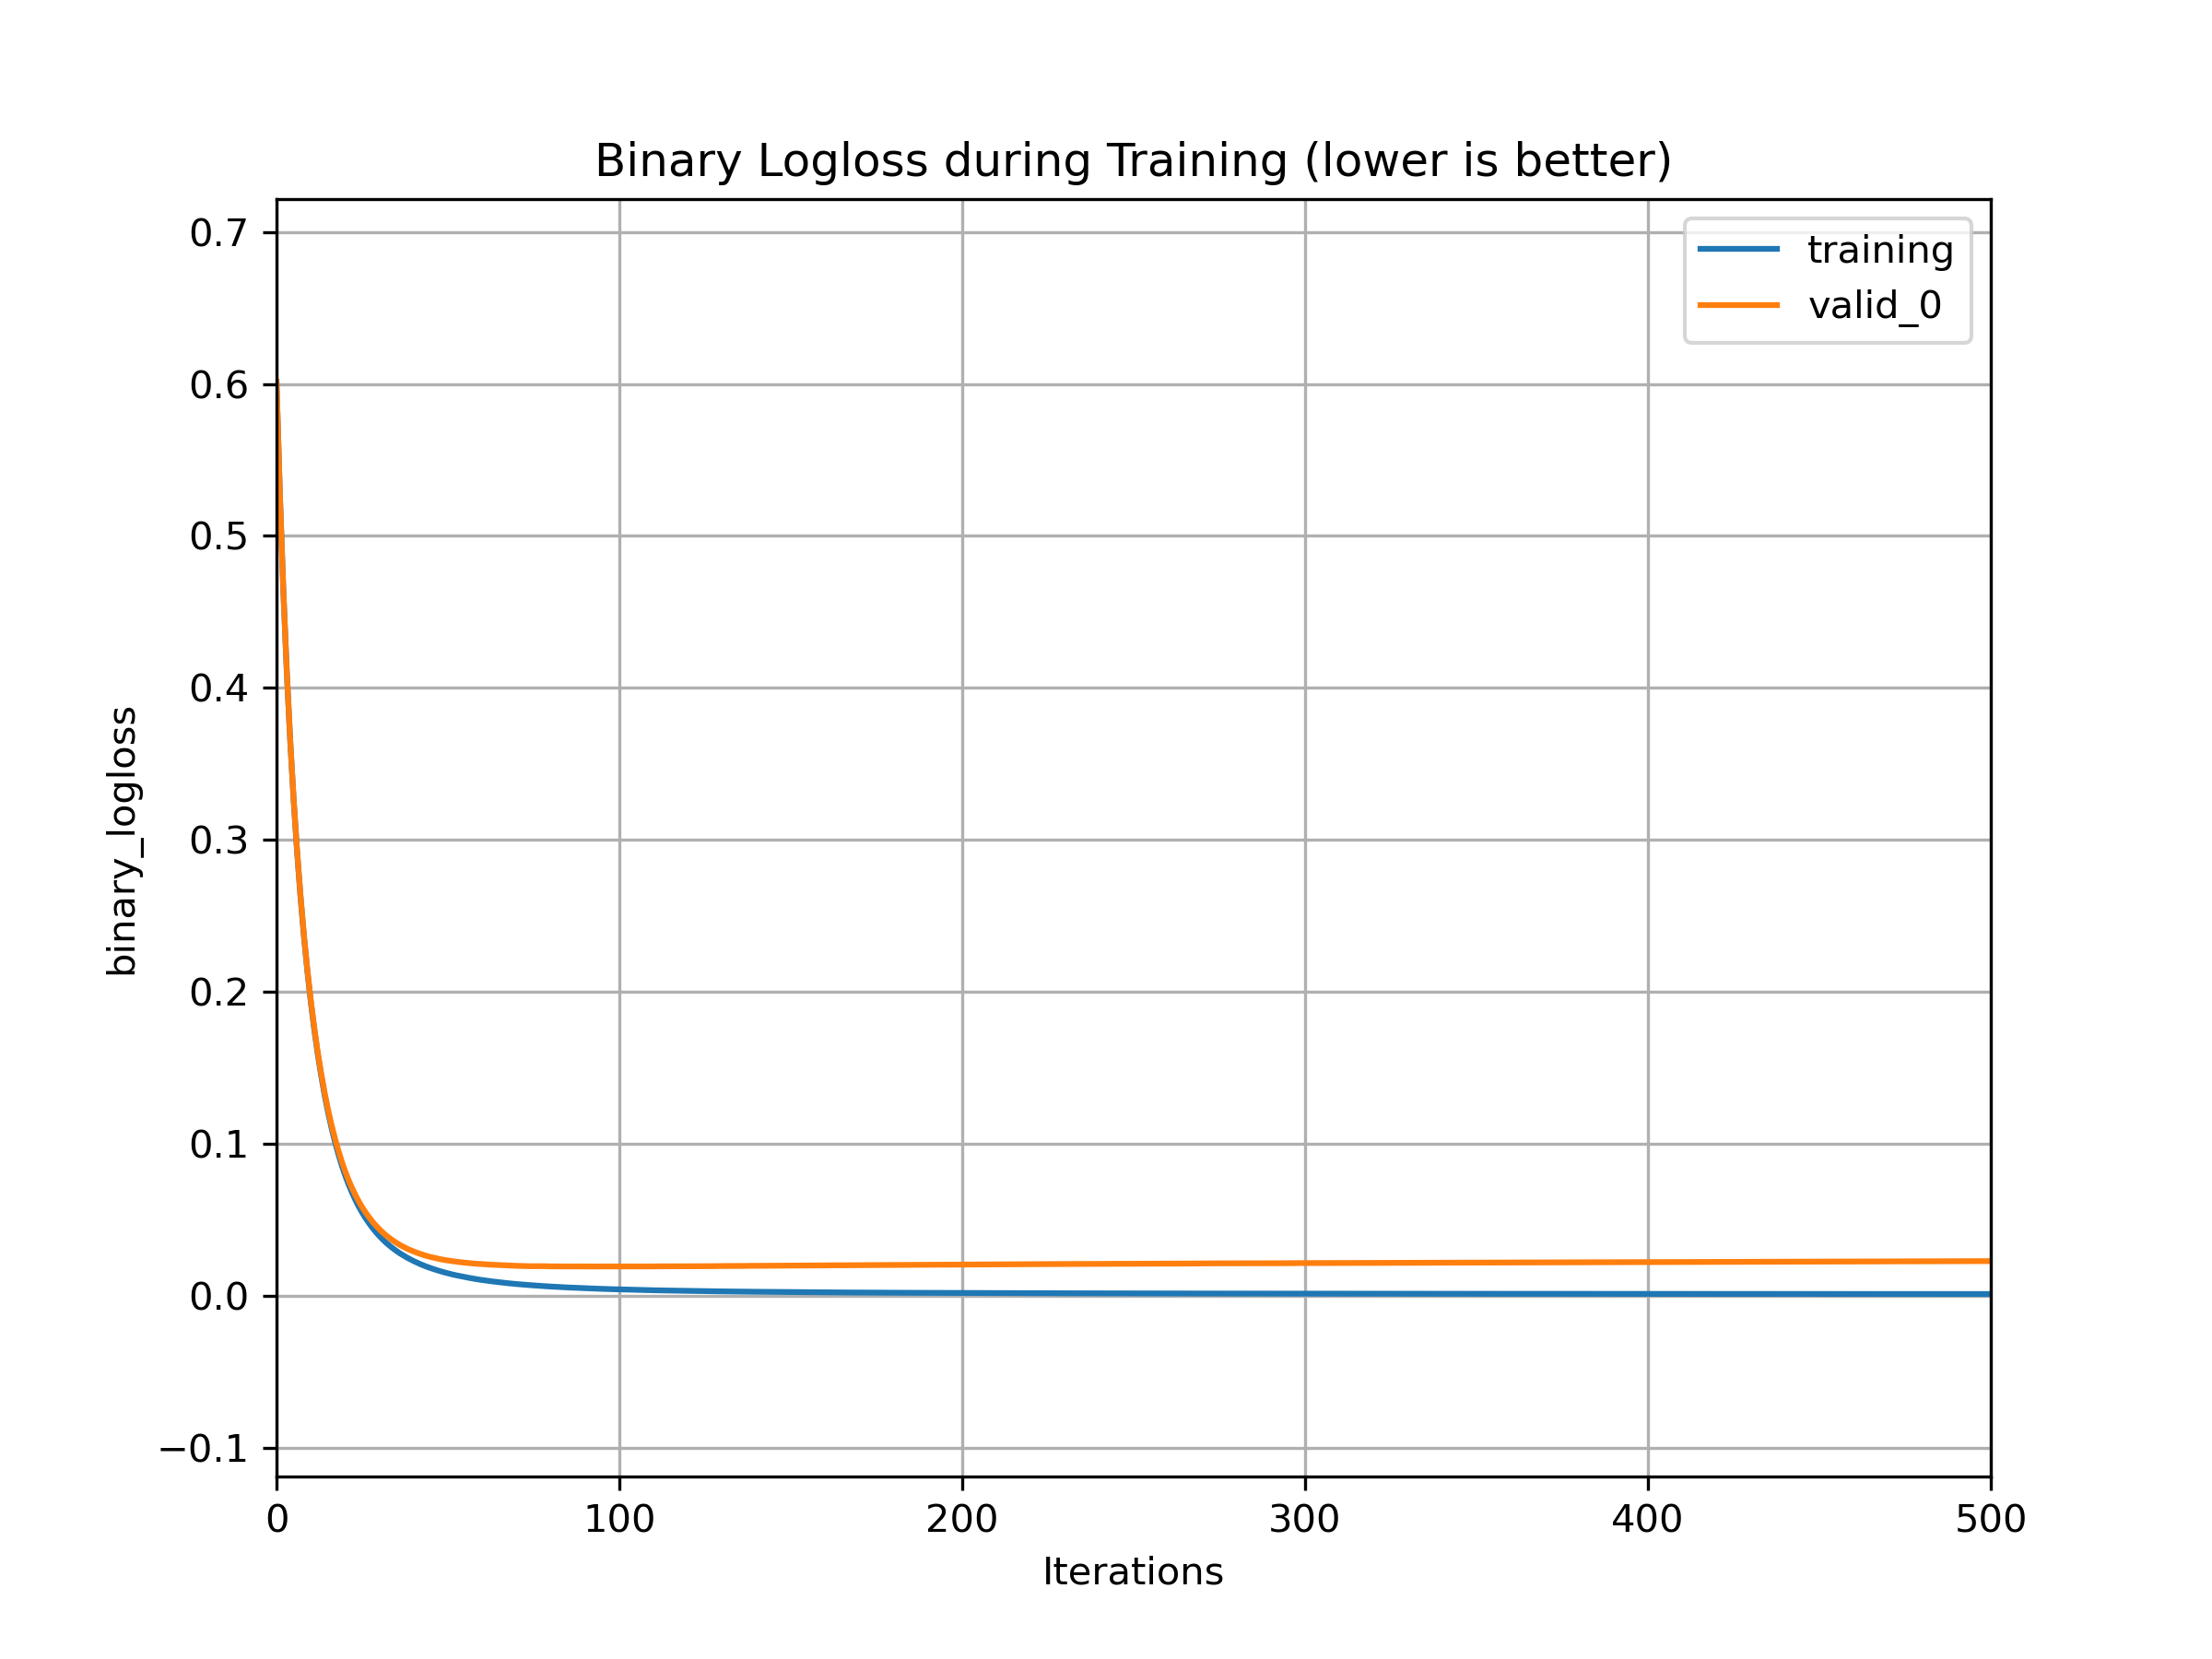 Binary Logloss during Training (lower is better)
training
valid_0
0.7
0.6
0.5
0.4
0.3
0.2
0.1
0.0
−0.1
binary_logloss
0 100 200 300 400 500
Iterations